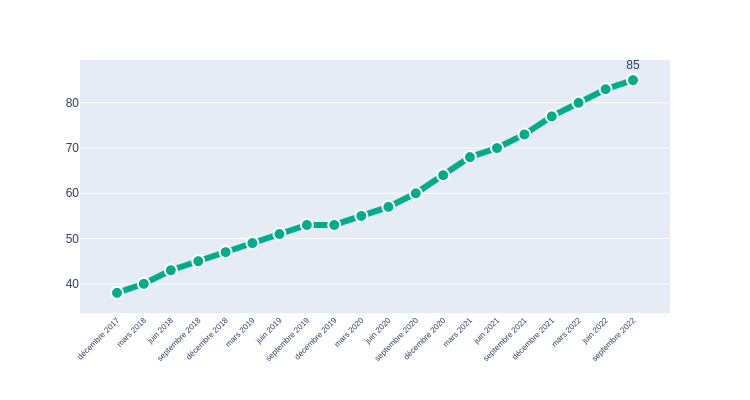 85
80
70
60
50
40
décembre 2017
mars 2018
juin 2018
septembre 2018
décembre 2018
mars 2019
juin 2019
septembre 2019
décembre 2019
mars 2020
juin 2020
septembre 2020
décembre 2020
mars 2021
juin 2021
septembre 2021
décembre 2021
mars 2022
juin 2022
septembre 2022